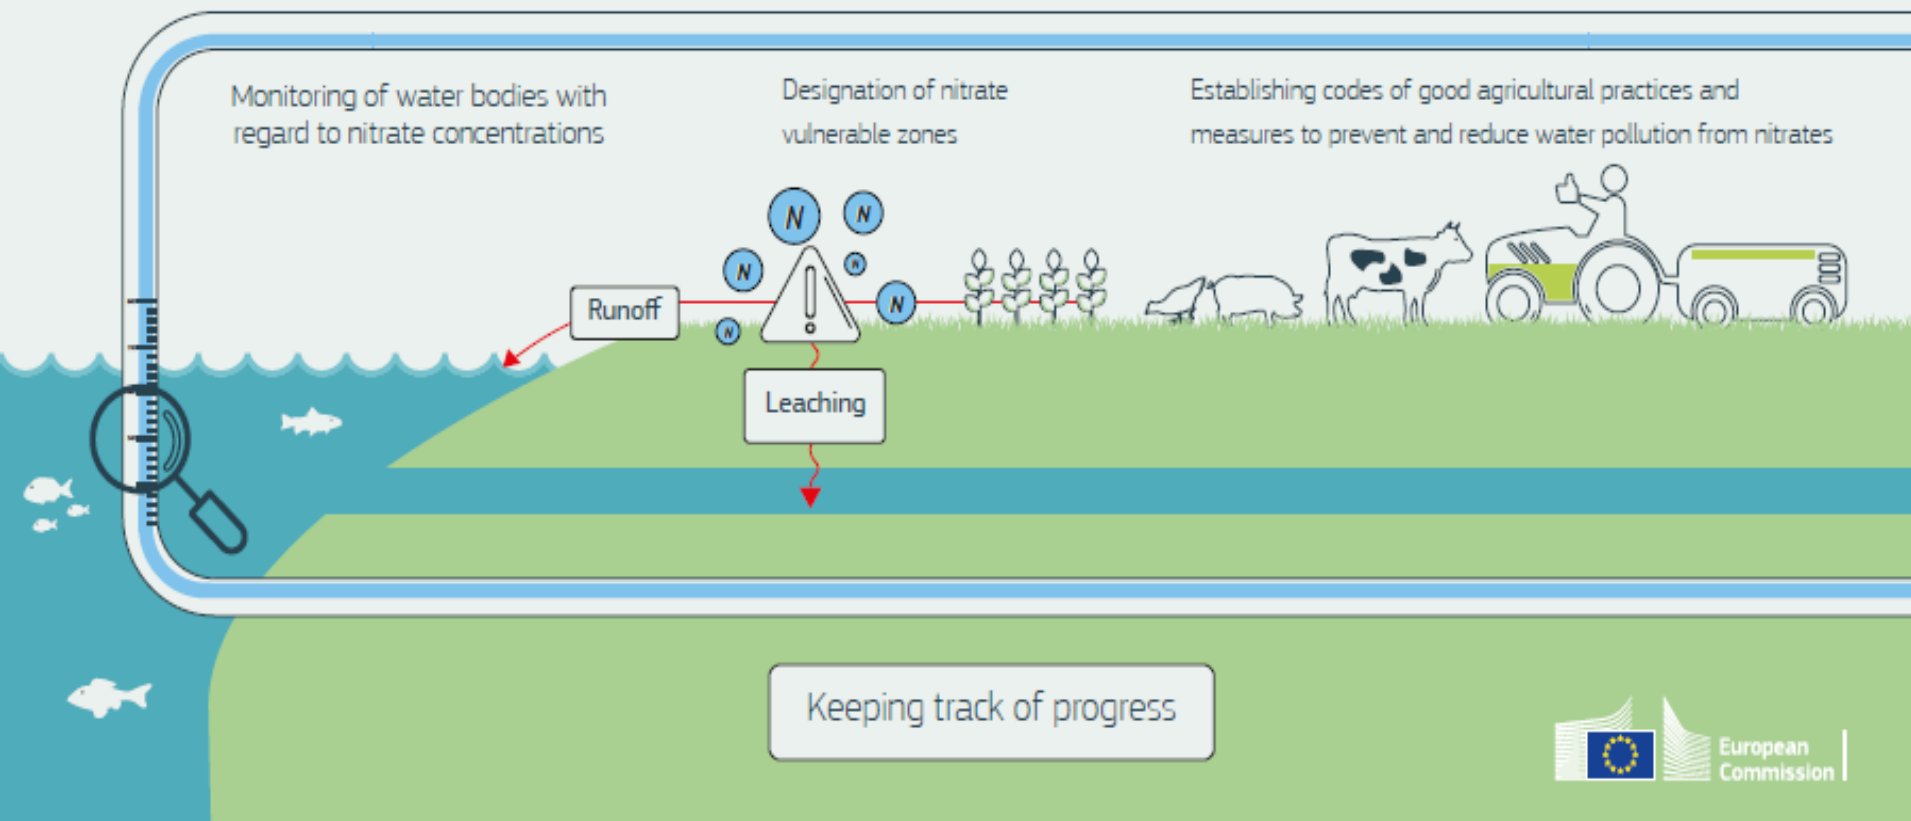 Monitoring of water bodies with
regard to nitrate concentrations
Designation of nitrate
vulnerable zones
Establishing codes of good agricultural practices and
measures to prevent and reduce water pollution from nitrates
N
N
N
N
N
N
Runoff
Leaching
Keeping track of progress
European
Commission